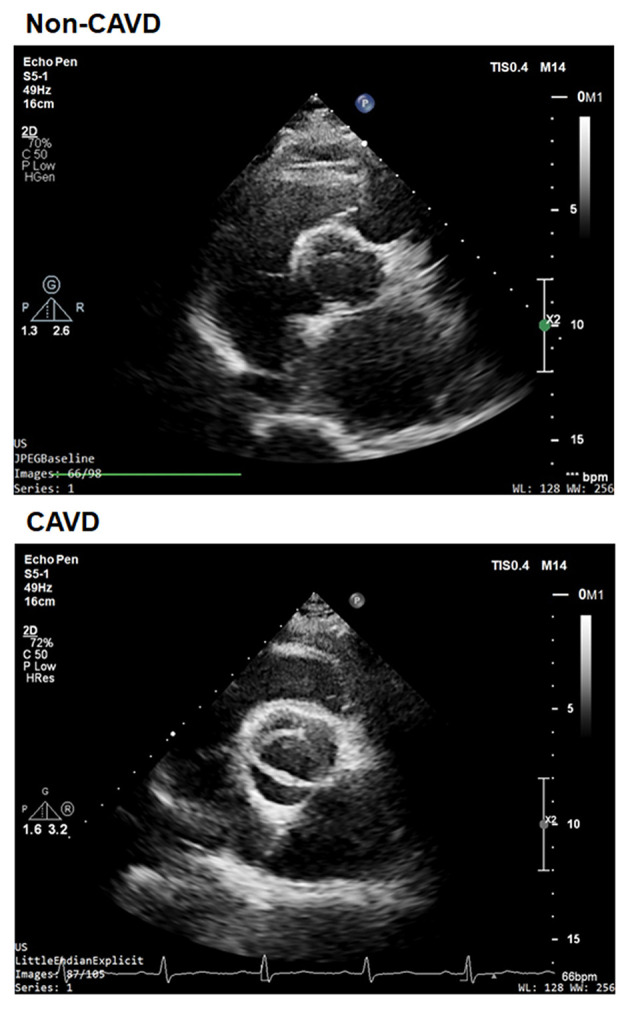 Non-CAVD
Echo Pen
S5-1
49Hz
16cm
TIS0.4 M14
P
0M1
2D
70%
C 50
P Low
HGen
5
G
P R
1.3 2.6
X2
10
15
US
JPEGBaseline
Images: 66/98
Series: 1
*** bpm
WL: 128 WW: 256
CAVD
Echo Pen
S5-1
49Hz
16cm
TIS0.4 M14
P
0M1
2D
72%
C 50
P Low
HRes
5
G
P R
1.6 3.2
X2
10
15
US
LittleEndianExplicit
Images: 87/105
Series: 1
66bpm
WL: 128 WW: 256